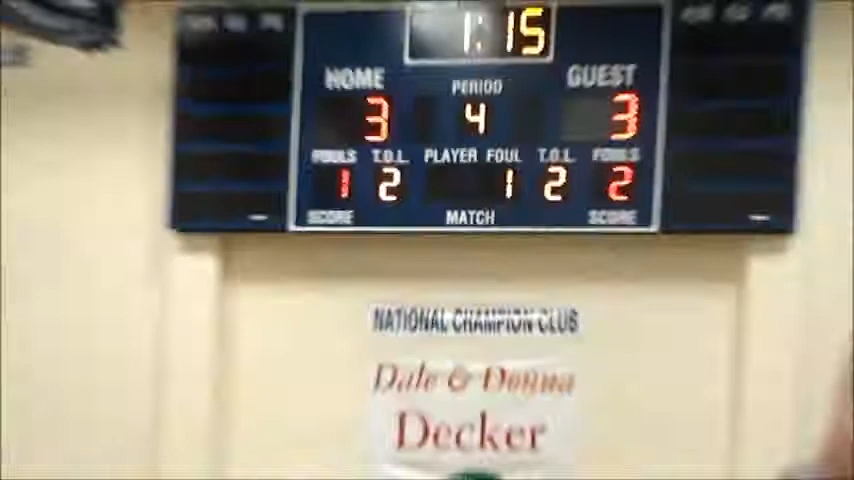 1:15
HOME PERIOD GUEST
3 4 3
FOULS T.O.L. PLAYER FOUL T.O.L. FOULS
1 2 1 2 2
SCORE MATCH SCORE
NATIONAL CHAMPION CLUB
Dale & Donna
Decker